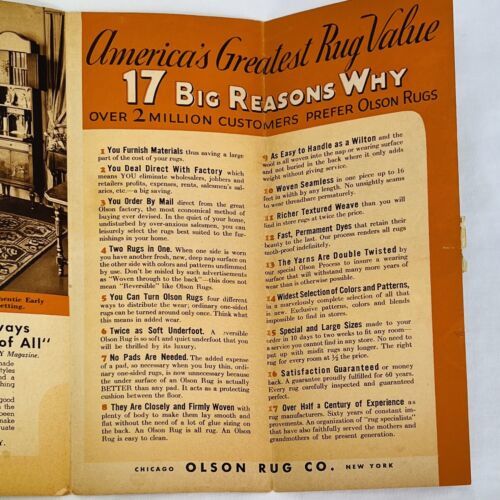 America's Greatest Rug Value
17 Big Reasons Why
OVER 2 MILLION CUSTOMERS PREFER OLSON RUGS
1 You Furnish Materials thus saving a large
part of the cost of your rugs.
2 You Deal Direct With Factory which
means YOU eliminate wholesalers, jobbers and
retailers profits, expenses, rents, salesmen's sal-
aries, etc.—a big saving.
3 You Order By Mail direct from the great
Olson factory, the most economical method of
buying ever devised. In the quiet of your home,
undisturbed by over-anxious salesmen, you can
leisurely select the rugs best suited to the fur-
nishings in your home.
4 Two Rugs in One. When one side is worn
you have another fresh, new, deep nap surface on
the other side with colors and patterns undimmed
by use. Don't be misled by such advertisements
as "Woven through to the back"—this does not
mean "Reversible" like Olson Rugs.
5 You Can Turn Olson Rugs four different
ways to distribute the wear; ordinary one-sided
rugs can be turned around only once. Think what
this means in added wear.
6 Twice as Soft Underfoot. A versible
Olson Rug is so soft and cushiony underfoot that you
will be thrilled by its luxury.
7 No Pads Are Needed. The added expense
of a pad, so necessary when you buy thin, ordi-
nary one-sided rugs, is now unnecessary because
the under surface of an Olson Rug is actually
BETTER than any pad. It acts as a protecting
cushion between the floor.
8 They are Closely and Firmly Woven with
plenty of body to make them lay smooth and
flat without the need of a lot of glue sizing on
the back. An Olson Rug is all rug. An Olson
Rug is easy to clean.
9 As Easy to Handle as a Wilton and the
wool is all woven into the nap or wearing surface
and not buried in the back where it only adds
weight without giving service.
10 Woven Seamless in one piece up to 16
feet in width by any length. No unsightly seams
to wear threadbare permaturely.
11 Richer Textured Weave than you will
find in store rugs at twice the price.
12 Fast, Permament Dyes that retain their
beauty to the last. Our process renders all rugs
moth-proof indefinitely.
13 The Yarns Are Double Twisted by
our special Olson Process to insure a wearing
surface that will withstand many more years of
wear than is otherwise possible.
14 Widest Selection of Colors and Patterns,
in a marvelously complete selection of all that
is new. Exclusive patterns, colors and blends
impossible to find in stores.
15 Special and Large Sizes made to your
order in 10 days to two weeks to fit any room—
a service you cannot find in any store. No need to
put up with misfit rugs any longer. The right
rug for every room at ½ the price.
16 Satisfaction Guaranteed or money
back. A guarantee proudly fulfilled for 60 years.
Every rug carefully inspected and guaranteed
perfect.
17 Over Half a Century of Experience as
rug manufacturers. Sixty years of constant im-
provements. An organization of "rug specialists"
that have also faithfully served the mothers and
grandmothers of the present generation.
CHICAGO OLSON RUG CO. NEW YORK
Early
etting.
ways
of All"
Y Magazine.